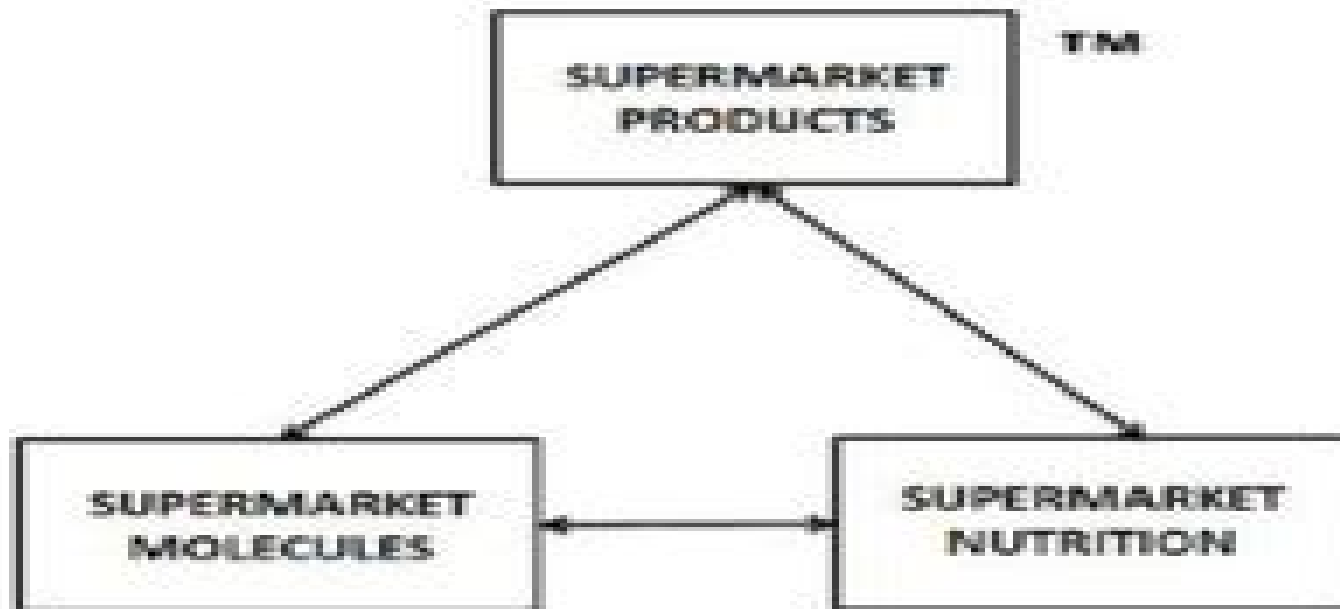 SUPERMARKET
PRODUCTS
TM
SUPERMARKET
MOLECULES
SUPERMARKET
NUTRITION